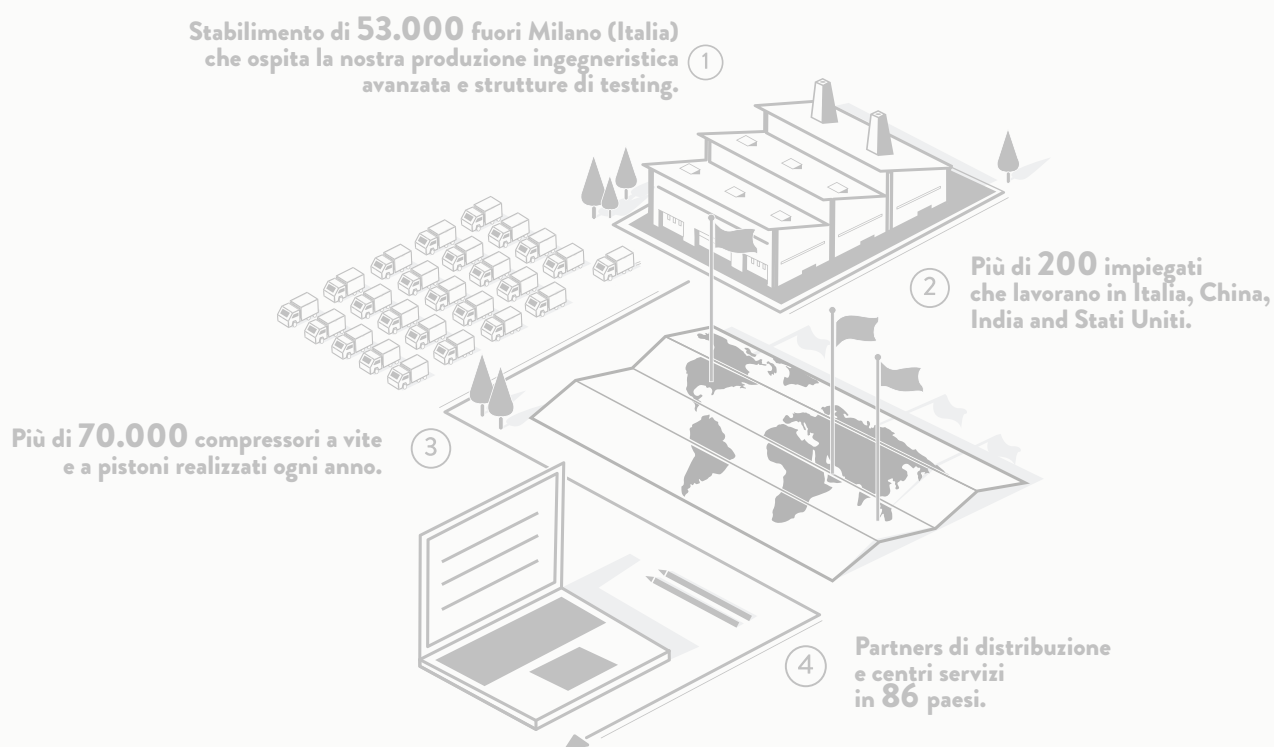 Stabilimento di 53.000 fuori Milano (Italia)
che ospita la nostra produzione ingegneristica
avanzata e strutture di testing.
1
2
Più di 200 impiegati
che lavorano in Italia, China,
India and Stati Uniti.
Più di 70.000 compressori a vite
e a pistoni realizzati ogni anno.
3
4
Partners di distribuzione
e centri servizi
in 86 paesi.